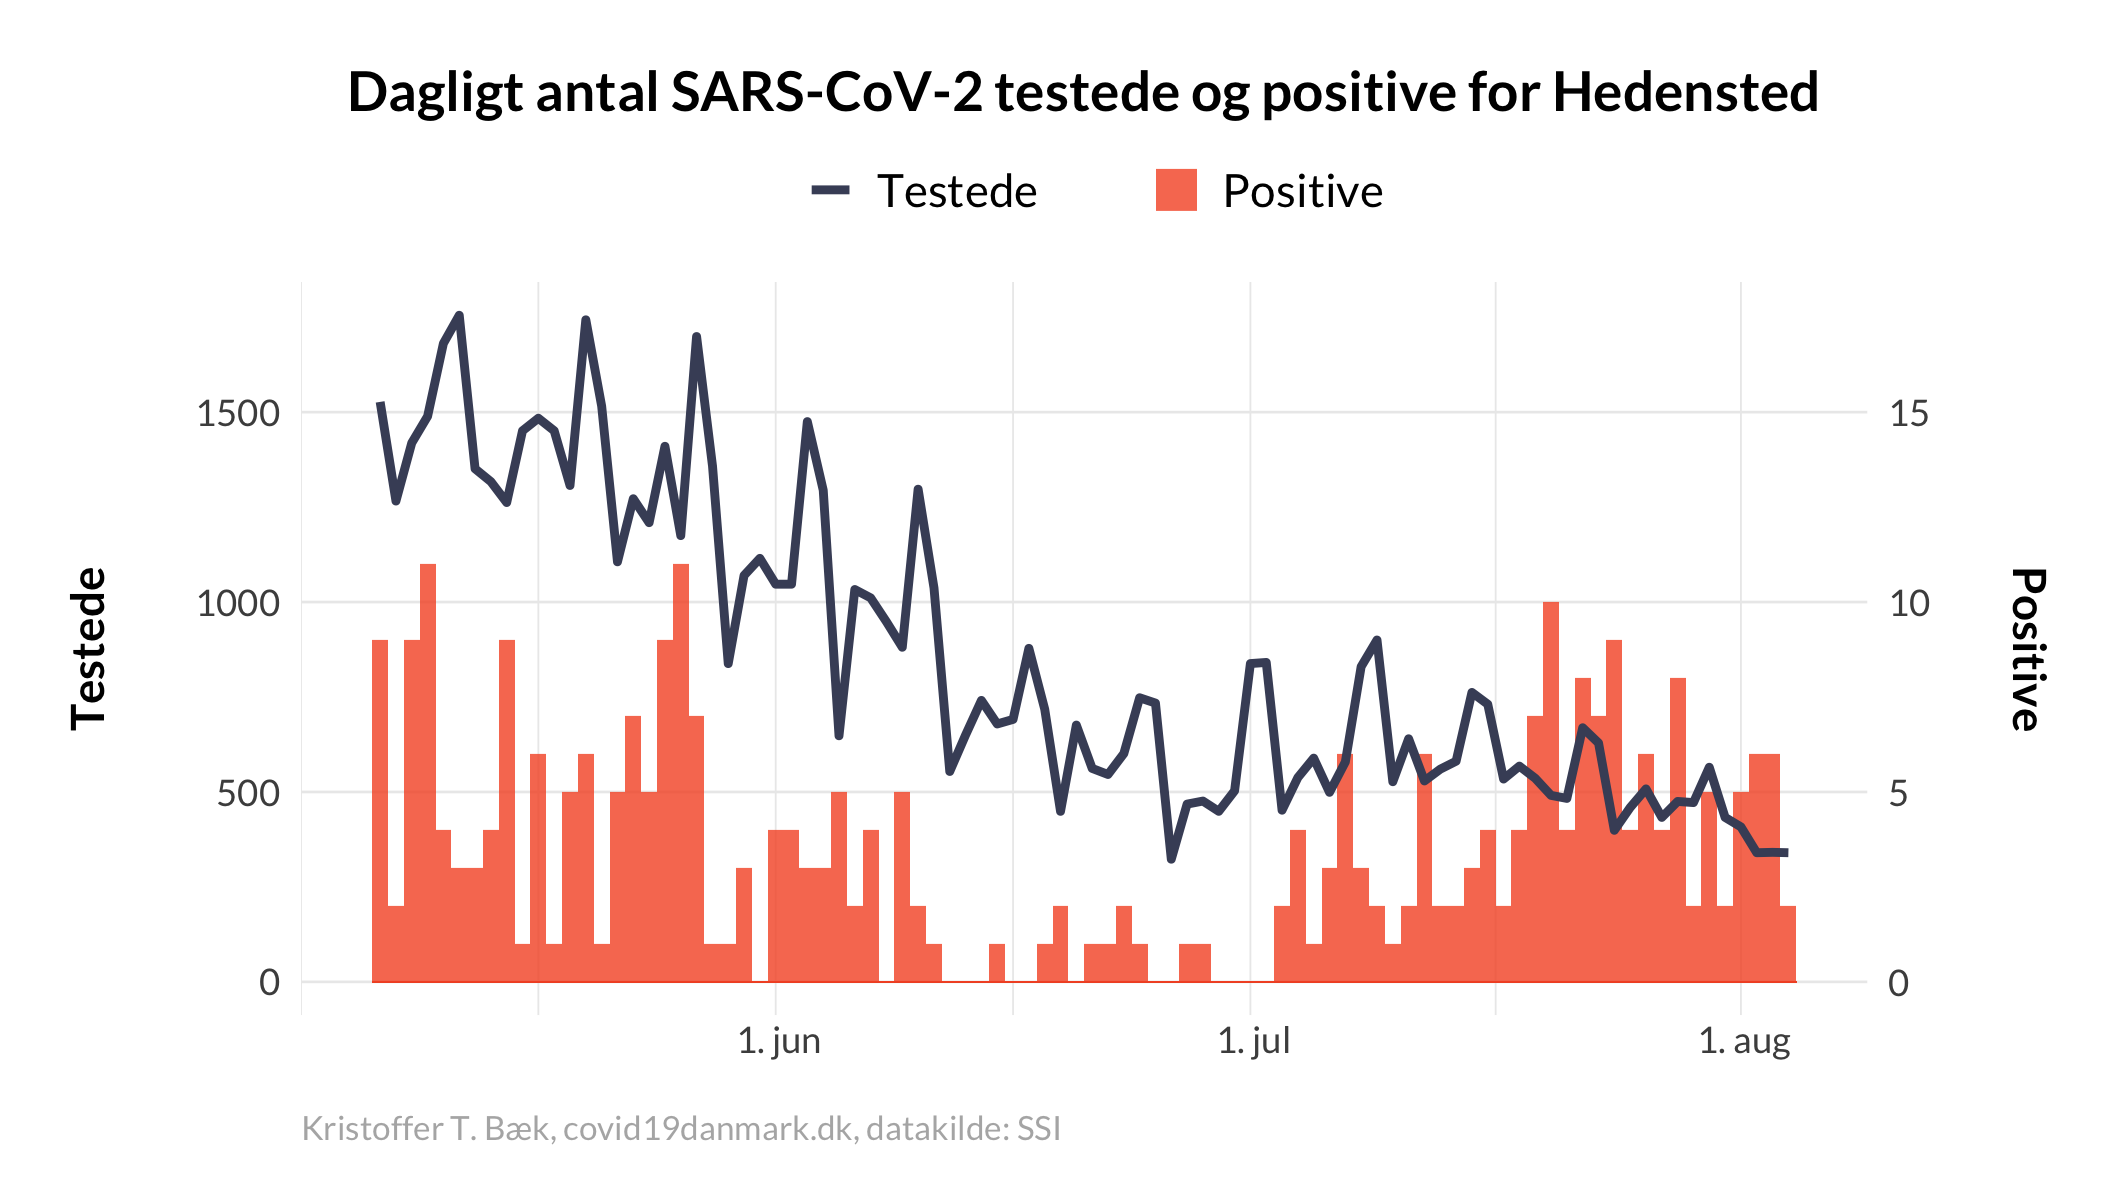 Dagligt antal SARS-CoV-2 testede og positive for Hedensted
Testede Positive
Testede
1500
1000
500
0
15
10
5
0
Positive
1. jun 1. jul 1. aug
Kristoffer T. Bæk, covid19danmark.dk, datakilde: SSI